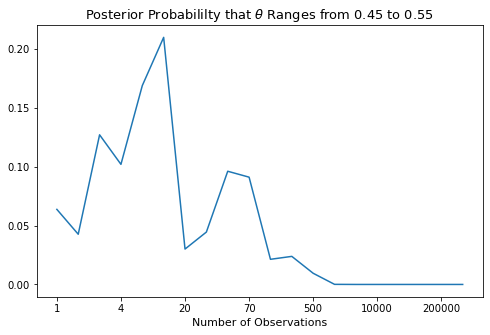 Posterior Probabililty that θ Ranges from 0.45 to 0.55
0.20
0.15
0.10
0.05
0.00
1 4 20 70 500 10000 200000
Number of Observations